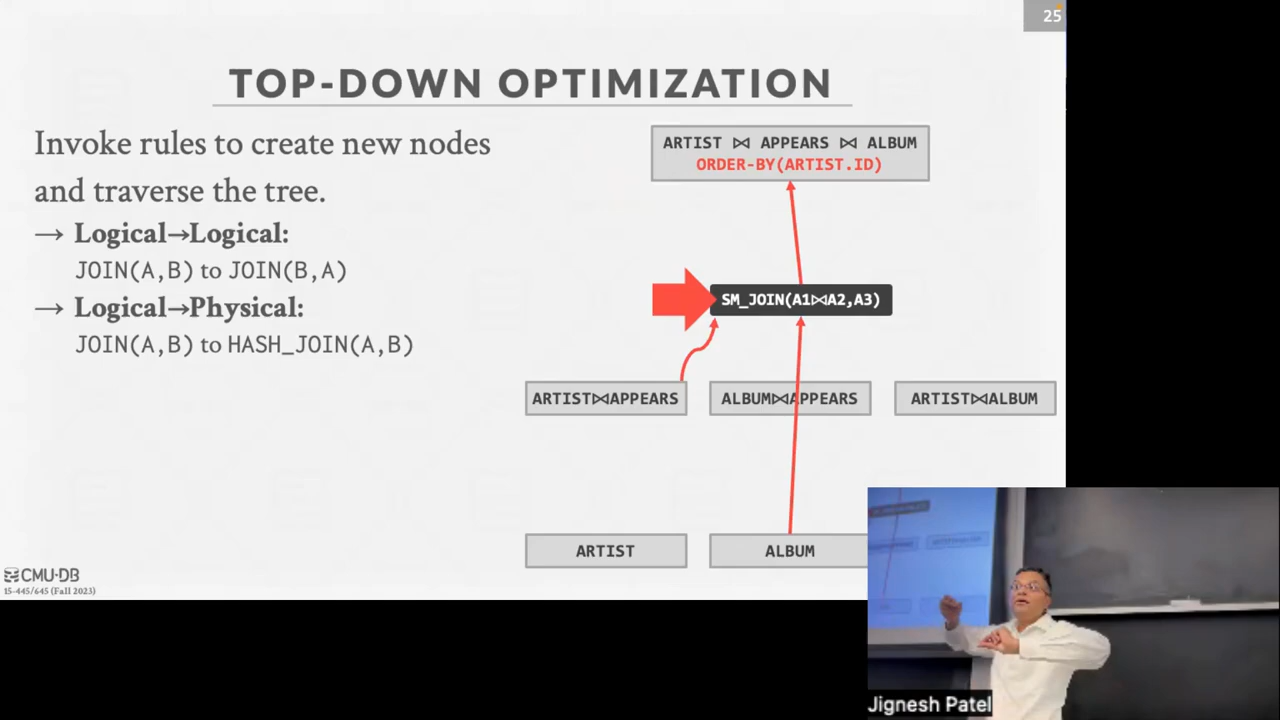 25
TOP-DOWN OPTIMIZATION
Invoke rules to create new nodes
and traverse the tree.
→ Logical→Logical:
JOIN(A,B) to JOIN(B,A)
→ Logical→Physical:
JOIN(A,B) to HASH_JOIN(A,B)
ARTIST ⋈ APPEARS ⋈ ALBUM
ORDER-BY(ARTIST.ID)
SM_JOIN(A1⋈A2,A3)
ARTIST⋈APPEARS
ALBUM⋈APPEARS
ARTIST⋈ALBUM
ARTIST
ALBUM
CMU·DB
15-445/645 (Fall 2023)
Jignesh Patel